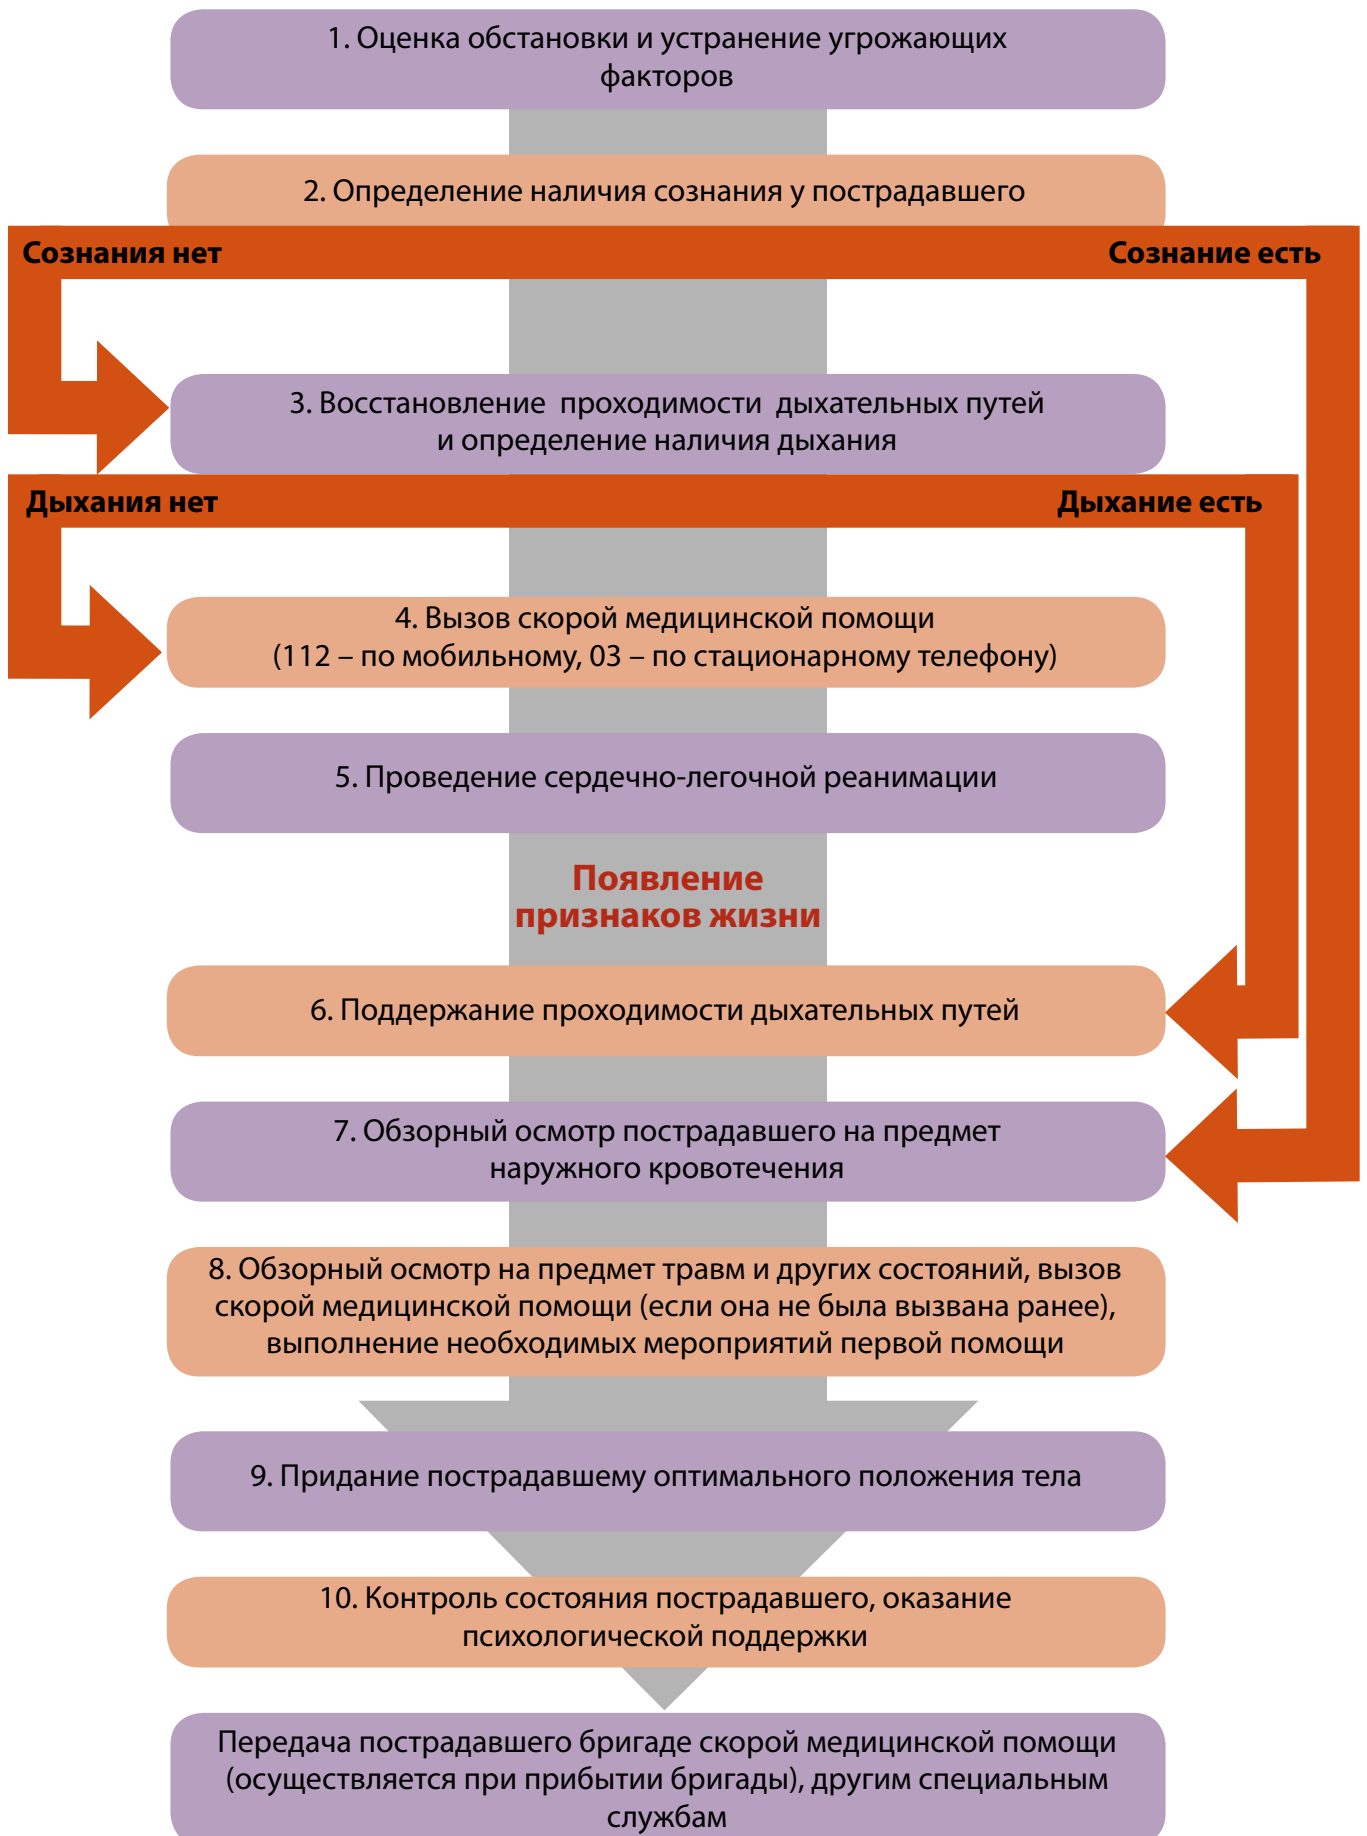 1. Оценка обстановки и устранение угрожающих
факторов
2. Определение наличия сознания у пострадавшего
Сознания нет
Сознание есть
3. Восстановление проходимости дыхательных путей
и определение наличия дыхания
Дыхания нет
Дыхание есть
4. Вызов скорой медицинской помощи
(112 – по мобильному, 03 – по стационарному телефону)
5. Проведение сердечно-легочной реанимации
Появление
признаков жизни
6. Поддержание проходимости дыхательных путей
7. Обзорный осмотр пострадавшего на предмет
наружного кровотечения
8. Обзорный осмотр на предмет травм и других состояний, вызов
скорой медицинской помощи (если она не была вызвана ранее),
выполнение необходимых мероприятий первой помощи
9. Придание пострадавшему оптимального положения тела
10. Контроль состояния пострадавшего, оказание
психологической поддержки
Передача пострадавшего бригаде скорой медицинской помощи
(осуществляется при прибытии бригады), другим специальным
службам